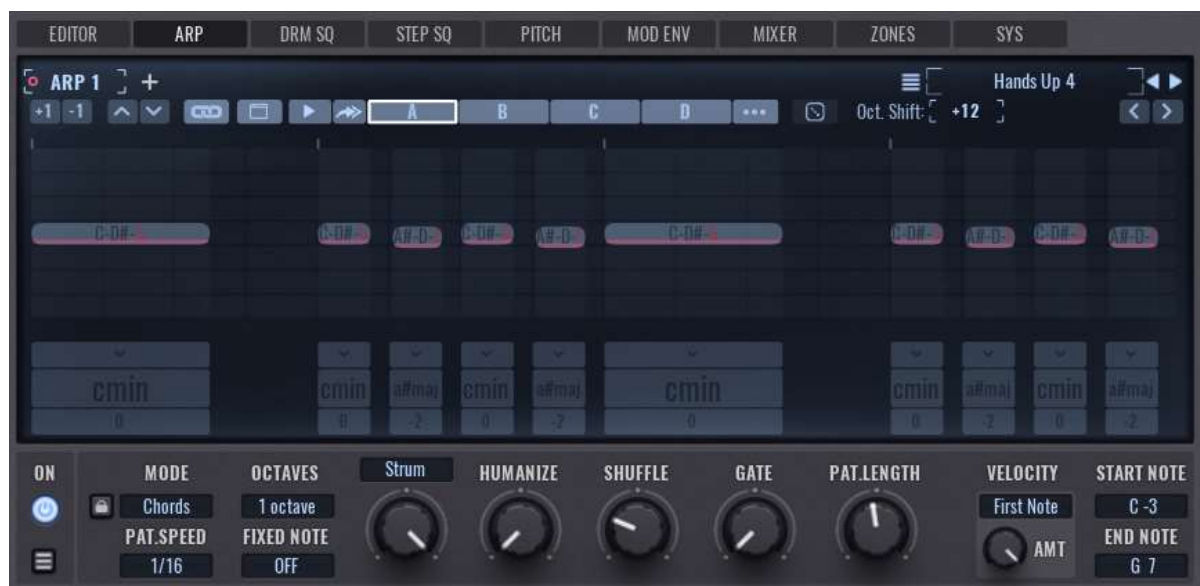 EDITOR ARP DRM SQ STEP SQ PITCH MOD ENV MIXER ZONES SYS
ARP 1 + Hands Up 4
+1 -1 A B C D ••• Oct. Shift: +12
C-D#- C-D#- A#-D- C-D#- A#-D- C-D#- C-D#- A#-D- C-D#- A#-D-
cmin cmin a#maj cmin a#maj cmin cmin a#maj cmin a#maj
0 0 -2 0 -2 0 0 -2 0 -2
ON MODE OCTAVES Strum HUMANIZE SHUFFLE GATE PAT.LENGTH VELOCITY START NOTE
Chords 1 octave First Note C -3
PAT.SPEED FIXED NOTE AMT END NOTE
1/16 OFF G 7